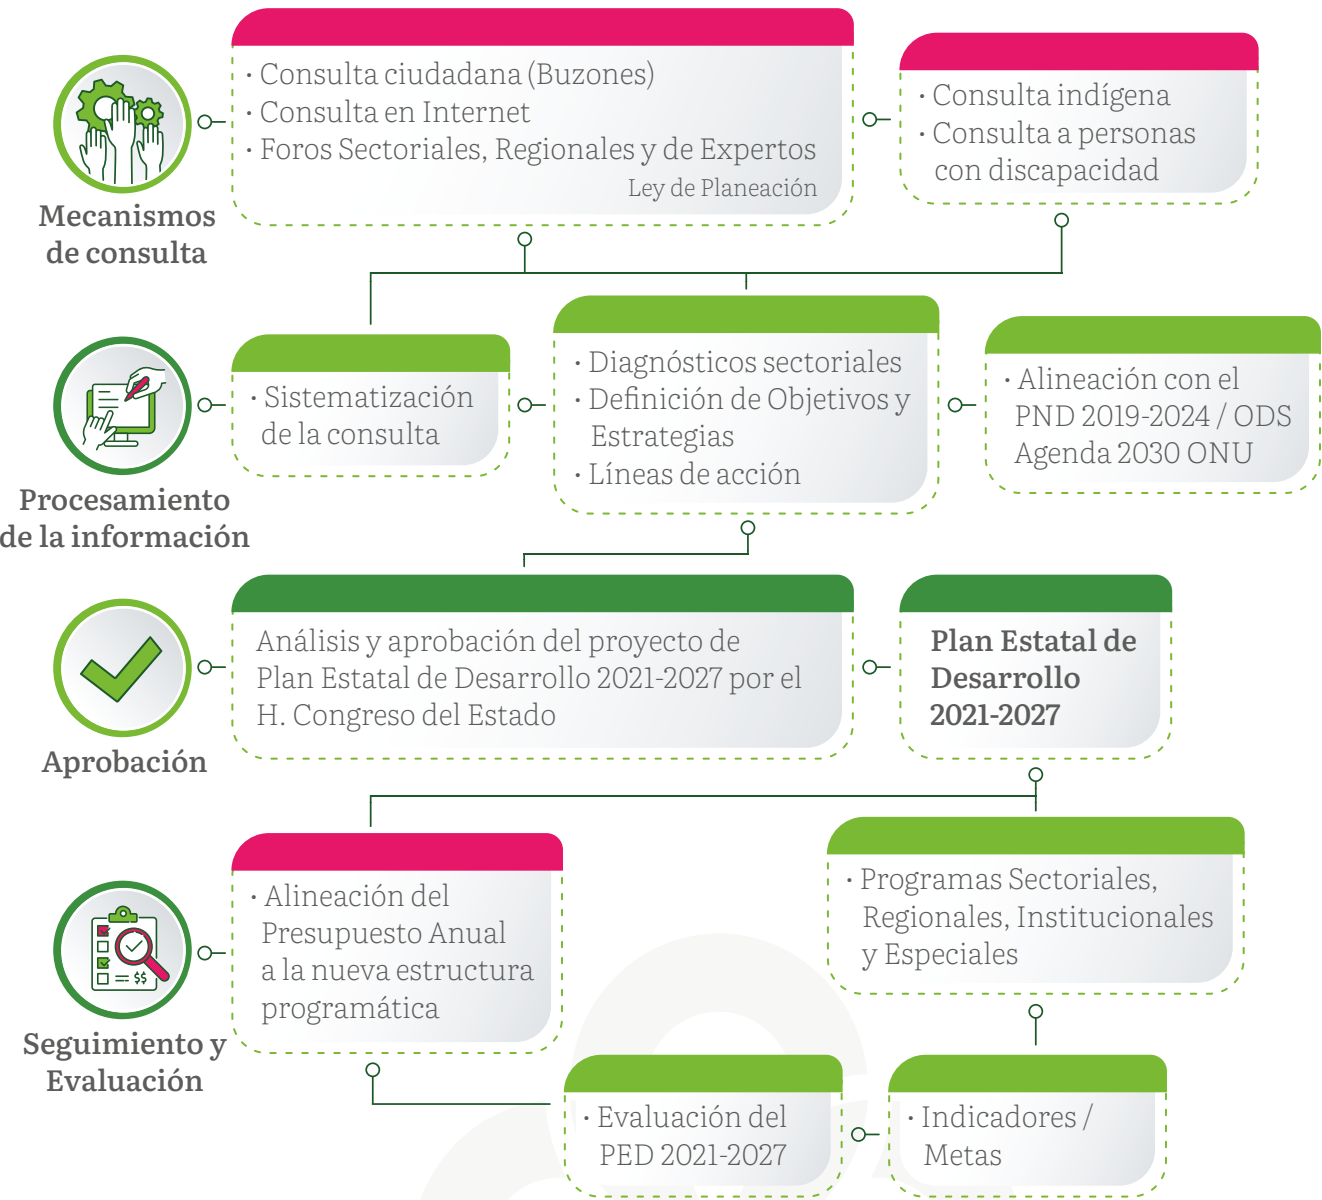 · Consulta ciudadana (Buzones)
· Consulta en Internet
· Foros Sectoriales, Regionales y de Expertos
Ley de Planeación
· Consulta indígena
· Consulta a personas
con discapacidad
Mecanismos
de consulta
· Sistematización
de la consulta
· Diagnósticos sectoriales
· Definición de Objetivos y
Estrategias
· Líneas de acción
· Alineación con el
PND 2019-2024 / ODS
Agenda 2030 ONU
Procesamiento
de la información
Análisis y aprobación del proyecto de
Plan Estatal de Desarrollo 2021-2027 por el
H. Congreso del Estado
Plan Estatal de
Desarrollo
2021-2027
Aprobación
· Alineación del
Presupuesto Anual
a la nueva estructura
programática
· Programas Sectoriales,
Regionales, Institucionales
y Especiales
$$
Seguimiento y
Evaluación
· Evaluación del
PED 2021-2027
· Indicadores /
Metas